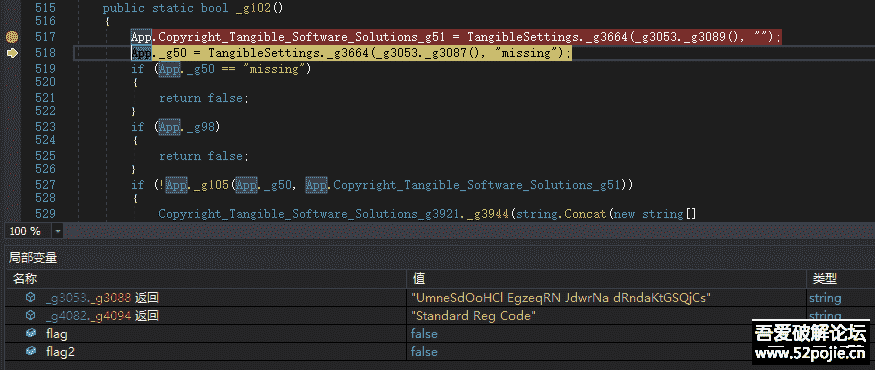 515 public static bool _g102()
516 {
517 App.Copyright_Tangible_Software_Solutions_g51 = TangibleSettings._g3664(_g3053._g3089(), "");
518 App._g50 = TangibleSettings._g3664(_g3053._g3087(), "missing");
519 if (App._g50 == "missing")
520 {
521 return false;
522 }
523 if (App._g98)
524 {
525 return false;
526 }
527 if (!App._g105(App._g50, App.Copyright_Tangible_Software_Solutions_g51))
528 {
529 Copyright_Tangible_Software_Solutions_g3921._g3944(string.Concat(new string[]
100 %
局部变量
名称 值 类型
_g3053._g3088 返回 "UmneSdOoHCl EgzeqRN JdwrNa dRndaKtGSQjCs" string
_g4082._g4094 返回 "Standard Reg Code" string
flag false
flag2 false
吾爱破解论坛
www.52pojie.cn